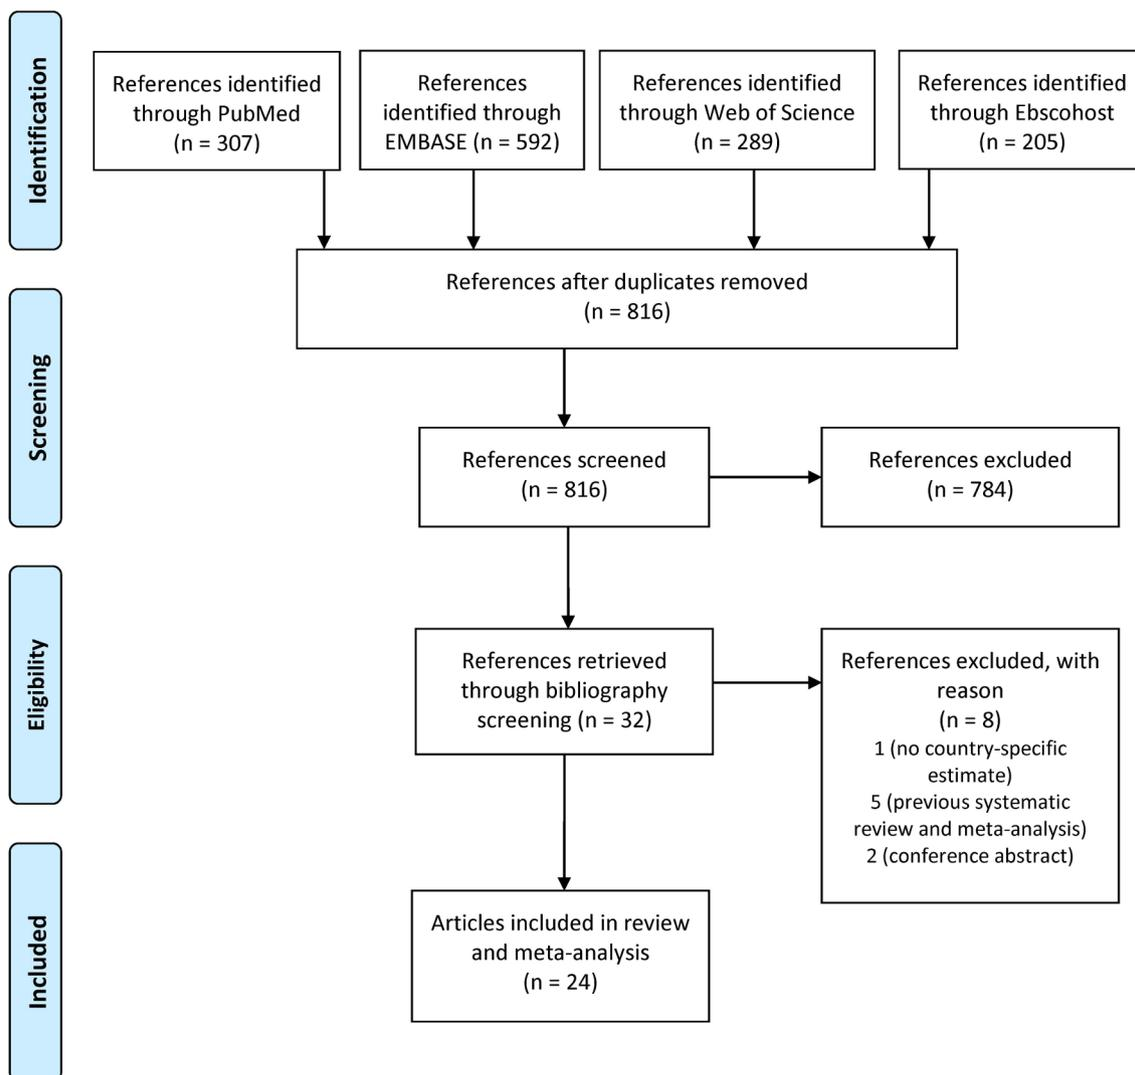 Identification
References identified
through PubMed
(n = 307)
References
identified through
EMBASE (n = 592)
References identified
through Web of Science
(n = 289)
References identified
through Ebscohost
(n = 205)
References after duplicates removed
(n = 816)
Screening
References screened
(n = 816)
References excluded
(n = 784)
Eligibility
References retrieved
through bibliography
screening (n = 32)
References excluded, with
reason
(n = 8)
1 (no country-specific
estimate)
5 (previous systematic
review and meta-analysis)
2 (conference abstract)
Included
Articles included in review
and meta-analysis
(n = 24)